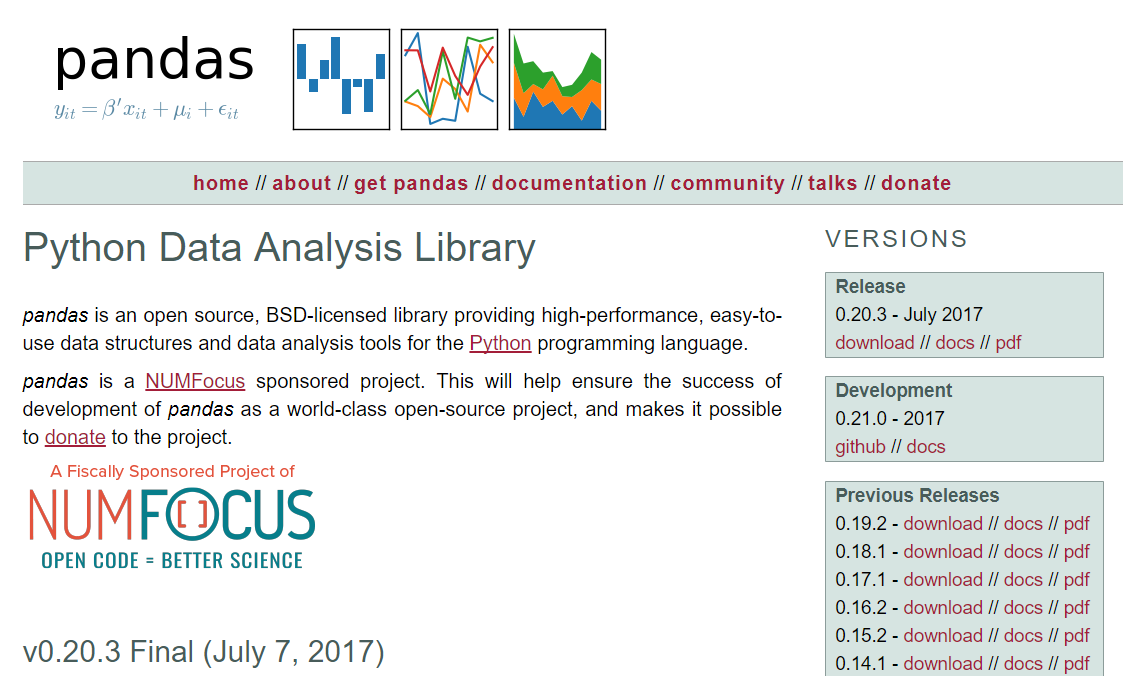 pandas
y_{it} = β′x_{it} + μ_i + ϵ_{it}
home // about // get pandas // documentation // community // talks // donate
Python Data Analysis Library
pandas is an open source, BSD-licensed library providing high-performance, easy-to-
use data structures and data analysis tools for the Python programming language.
pandas is a NUMFocus sponsored project. This will help ensure the success of
development of pandas as a world-class open-source project, and makes it possible
to donate to the project.
A Fiscally Sponsored Project of
NUMFOCUS
OPEN CODE = BETTER SCIENCE
v0.20.3 Final (July 7, 2017)
VERSIONS
Release
0.20.3 - July 2017
download // docs // pdf
Development
0.21.0 - 2017
github // docs
Previous Releases
0.19.2 - download // docs // pdf
0.18.1 - download // docs // pdf
0.17.1 - download // docs // pdf
0.16.2 - download // docs // pdf
0.15.2 - download // docs // pdf
0.14.1 - download // docs // pdf